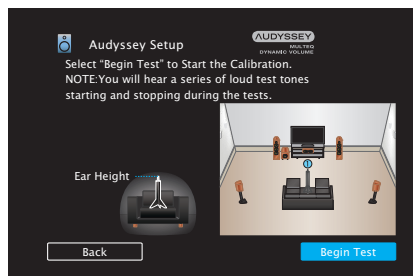 Audyssey Setup
AUDYSSEY
MULTEQ
DYNAMIC VOLUME
Select “Begin Test” to Start the Calibration.
NOTE:You will hear a series of loud test tones
starting and stopping during the tests.
Ear Height
Back
Begin Test